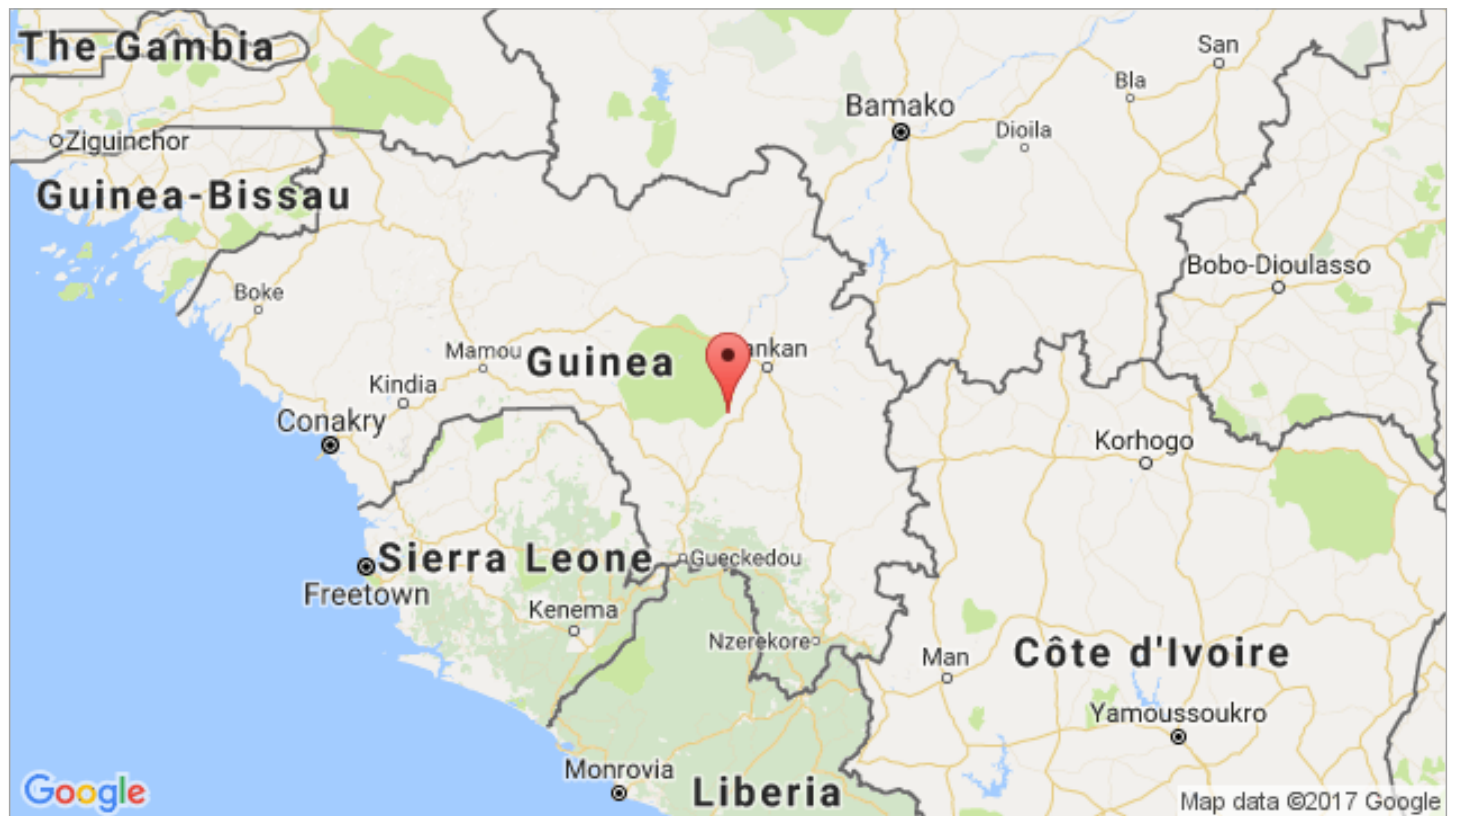 The Gambia
San
Bla
Bamako
Dioila
Ziguinchor
Guinea-Bissau
Bobo-Dioulasso
Boke
Mamou
Guinea
ankan
Kindia
Conakry
Korhogo
Sierra Leone
Gueckedou
Freetown
Kenema
Nzerekore
Man
Côte d'Ivoire
Yamoussoukro
Monrovia
Liberia
Google
Map data ©2017 Google